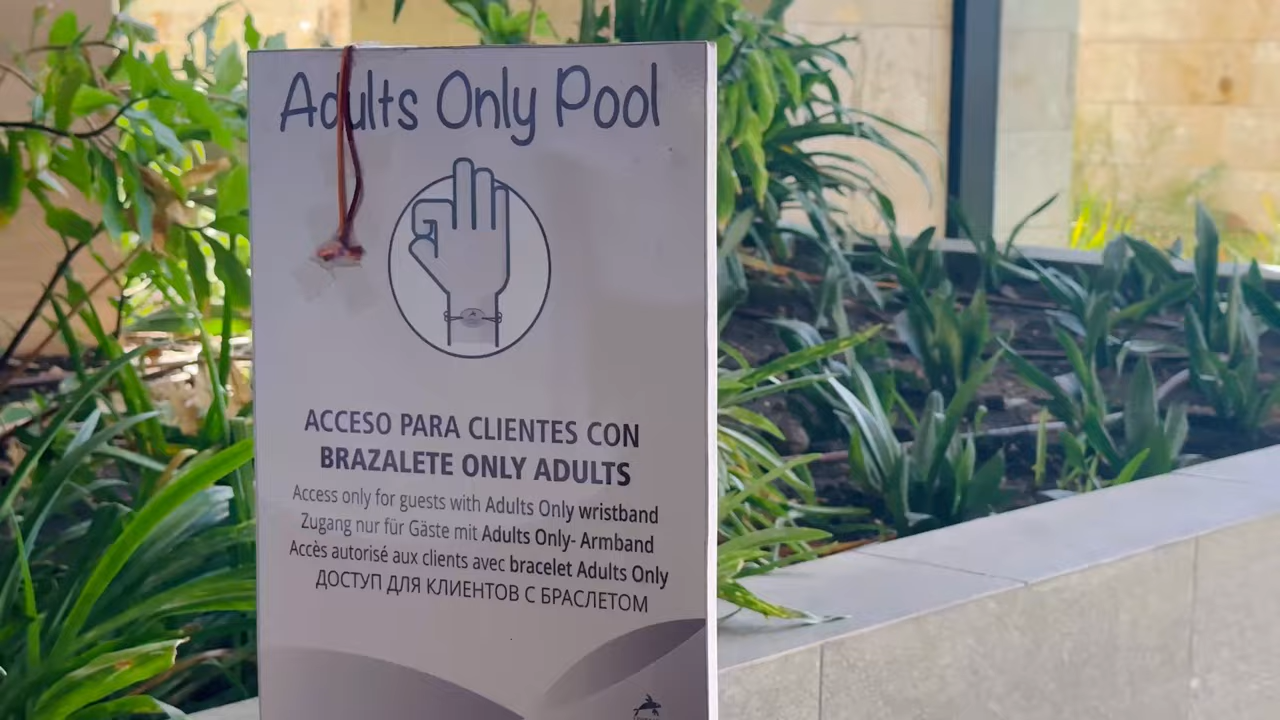 Adults Only Pool
ACCESO PARA CLIENTES CON
BRAZALETE ONLY ADULTS
Access only for guests with Adults Only wristband
Zugang nur für Gäste mit Adults Only- Armband
Accès autorisé aux clients avec bracelet Adults Only
ДОСТУП ДЛЯ КЛИЕНТОВ С БРАСЛЕТОМ